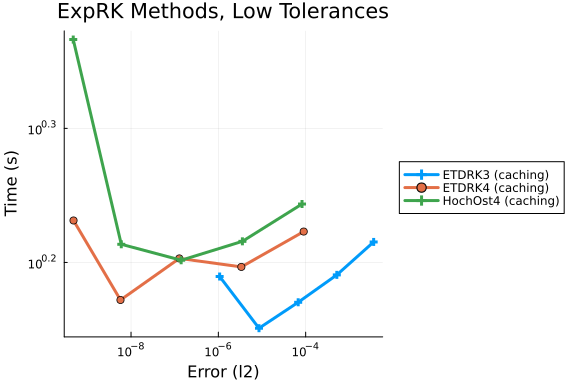 ExpRK Methods, Low Tolerances
Time (s)
10^0.3
10^0.2
10^-8
10^-6
10^-4
Error (l2)
ETDRK3 (caching)
ETDRK4 (caching)
HochOst4 (caching)